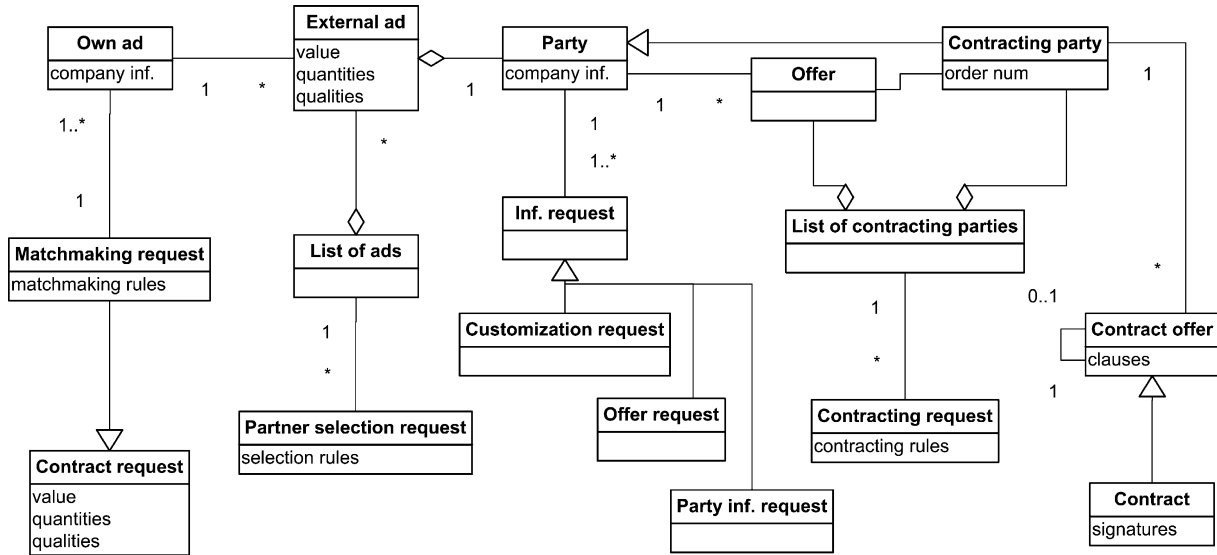 External ad
value
quantities
qualities
Own ad
company inf.
Party
company inf.
Contracting party
order num
Offer
1
*
1
1
*
1
1..*
1
*
1
1..*
1
Inf. request
List of contracting parties
Matchmaking request
matchmaking rules
List of ads
*
0..1
1
1
*
*
Customization request
Contract offer
clauses
1
Partner selection request
selection rules
Offer request
Contracting request
contracting rules
Contract request
value
quantities
qualities
Party inf. request
Contract
signatures